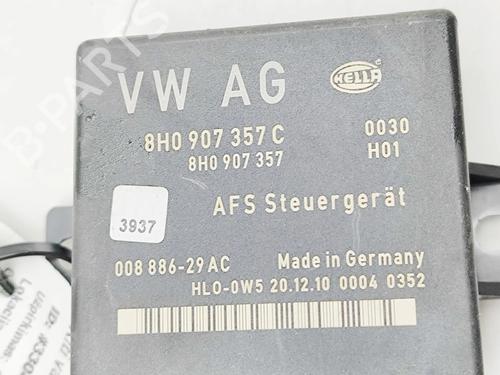 B-PARTS
VW AG
HELLA
8H0 907 357 C 0030
8H0 907 357 H01
3937
AFS Steuergerät
008 886-29 AC Made in Germany
HLO-0W5 20.12.10 0004 0352